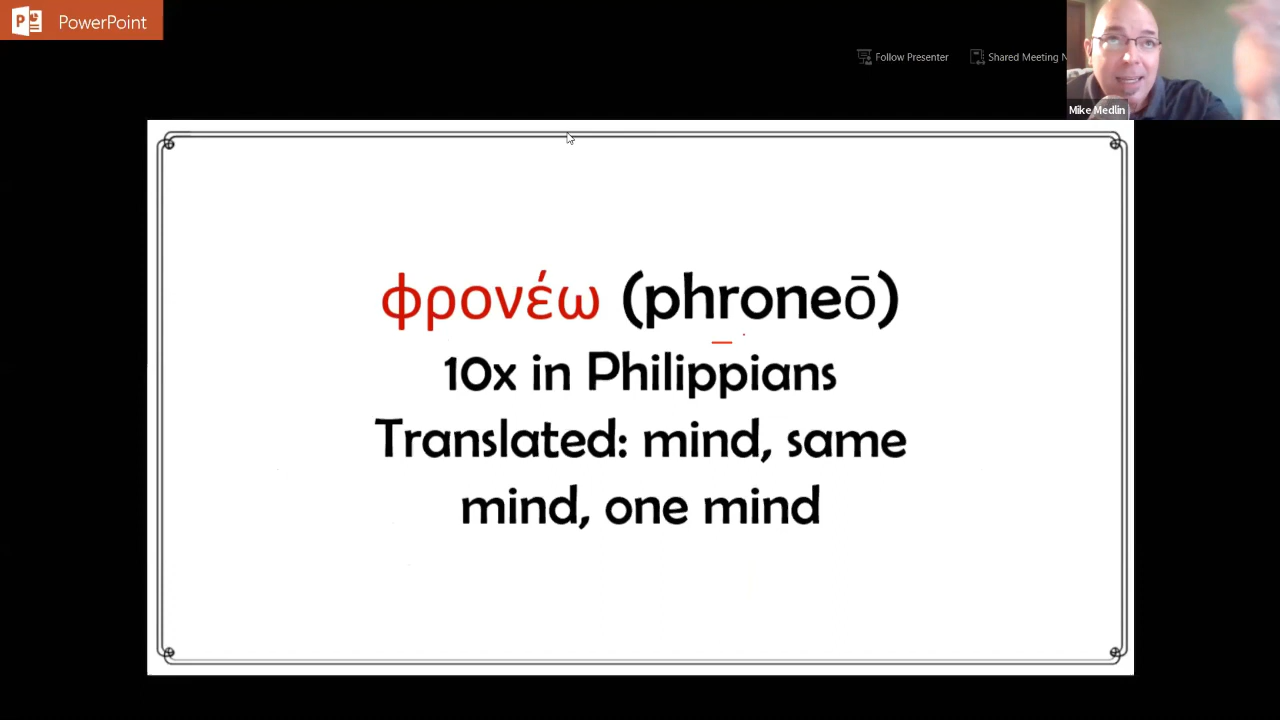 PowerPoint
Follow Presenter
Shared Meeting N
Mike Medlin
φρονέω (phroneō)
10x in Philippians
Translated: mind, same
mind, one mind